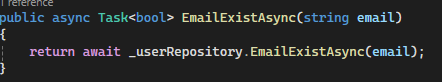 1 reference
public async Task<bool> EmailExistAsync(string email)
{
return await _userRepository.EmailExistAsync(email);
}